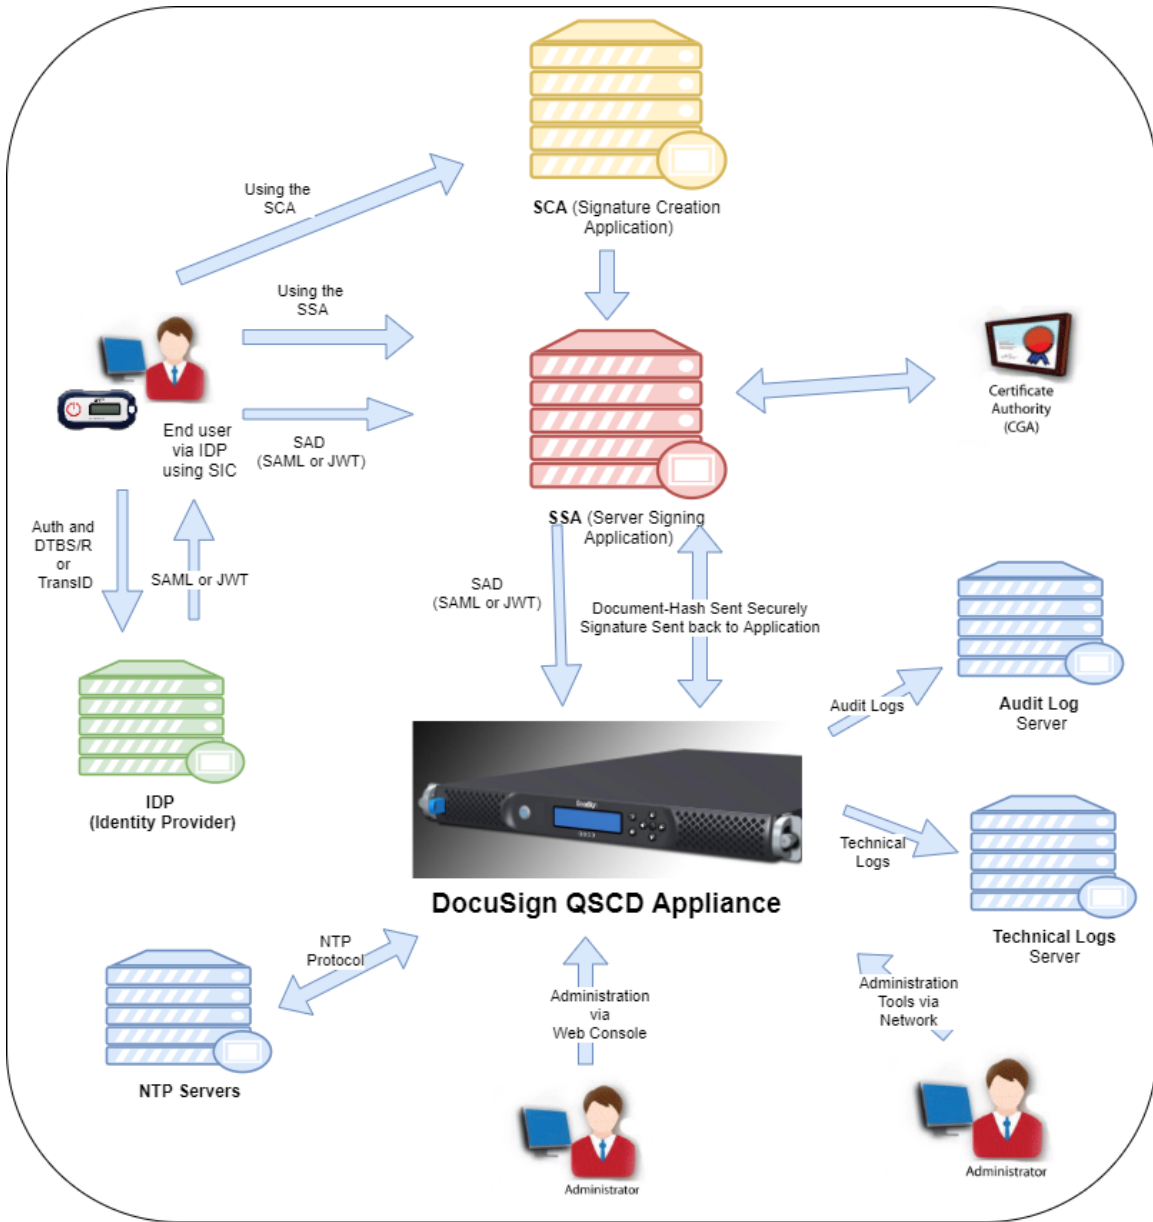 SCA (Signature Creation
Application)
Using the
SCA
Using the
SSA
SAD
(SAML or JWT)
End user
via IDP
using SIC
Certificate
Authority
(CGA)
SSA (Server Signing
Application)
Auth and
DTBS/R
or
TransID
SAML or JWT
SAD
(SAML or JWT)
Document-Hash Sent Securely
Signature Sent back to Application
Audit Logs
Audit Log
Server
IDP
(Identity Provider)
DocuSign
QSCD
Technical
Logs
DocuSign QSCD Appliance
Technical Logs
Server
NTP
Protocol
NTP Servers
Administration
via
Web Console
Administration
Tools via
Network
Administrator
Administrator